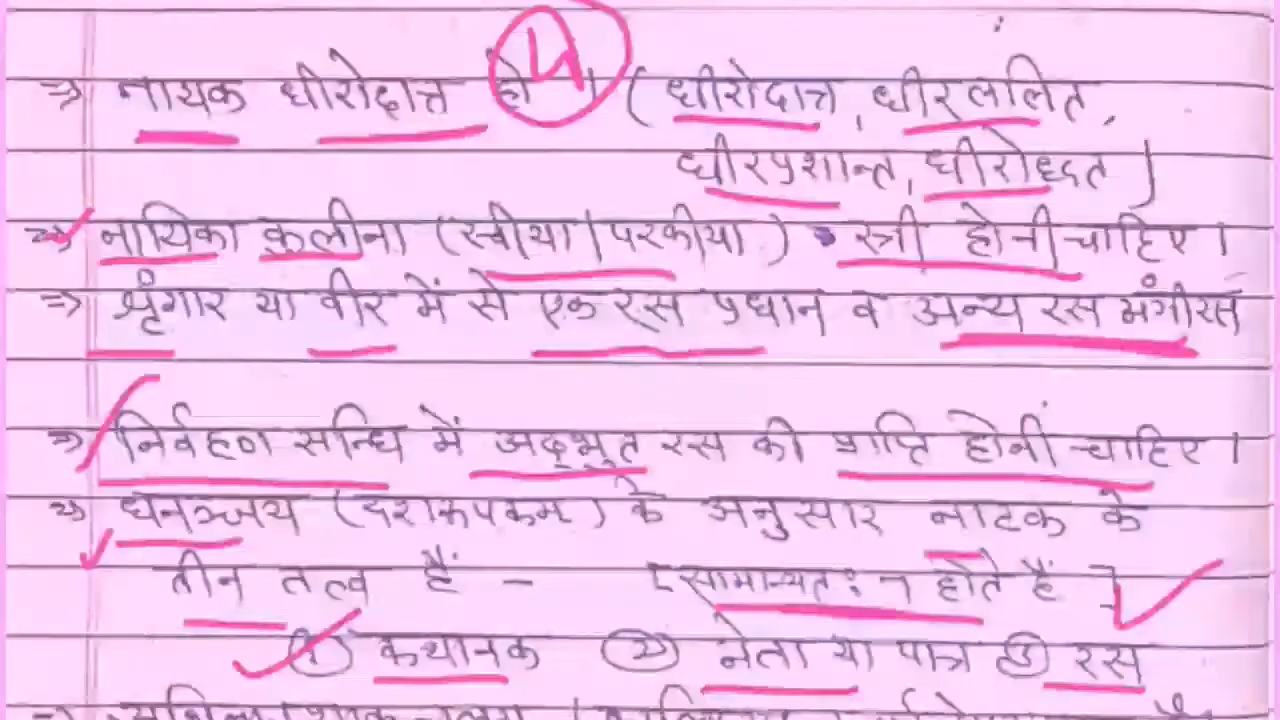 ⇒ नायक धीरोदात्त हो । ( धीरोदात्त, धीरललित,
धीरप्रशान्त, धीरोद्धत )
⇒ नायिका कुलीना (स्वीया/परकीया) स्त्री होनी चाहिए।
⇒ श्रृंगार या वीर में से एक रस प्रधान व अन्य रस अंगीरस
⇒ निर्वहण सन्धि में अद्भुत रस की प्राप्ति होनीं चाहिए।
⇒ धनञ्जय (दशरूपकम्) के अनुसार नाटक के
तीन तत्व हैं - [सामान्यतः 7 होते हैं ]
① कथानक ② नेता या पात्र ③ रस